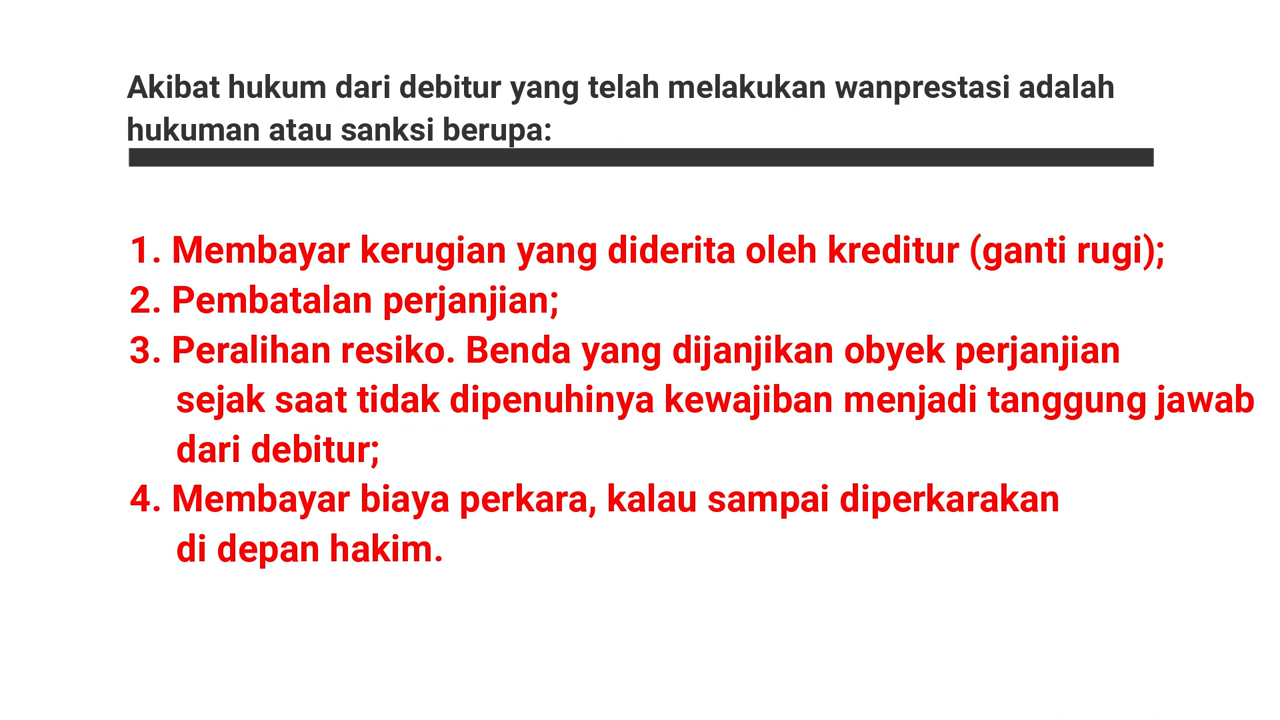 Akibat hukum dari debitur yang telah melakukan wanprestasi adalah
hukuman atau sanksi berupa:
1. Membayar kerugian yang diderita oleh kreditur (ganti rugi);
2. Pembatalan perjanjian;
3. Peralihan resiko. Benda yang dijanjikan obyek perjanjian
sejak saat tidak dipenuhinya kewajiban menjadi tanggung jawab
dari debitur;
4. Membayar biaya perkara, kalau sampai diperkarakan
di depan hakim.